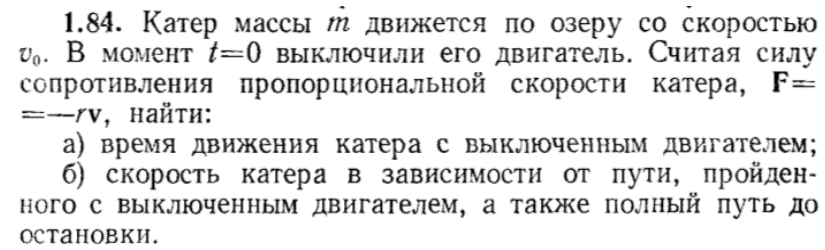 1.84. Катер массы m движется по озеру со скоростью
v₀. В момент t=0 выключили его двигатель. Считая силу
сопротивления пропорциональной скорости катера, F=
=—rv, найти:
а) время движения катера с выключенным двигателем;
б) скорость катера в зависимости от пути, пройден-
ного с выключенным двигателем, а также полный путь до
остановки.